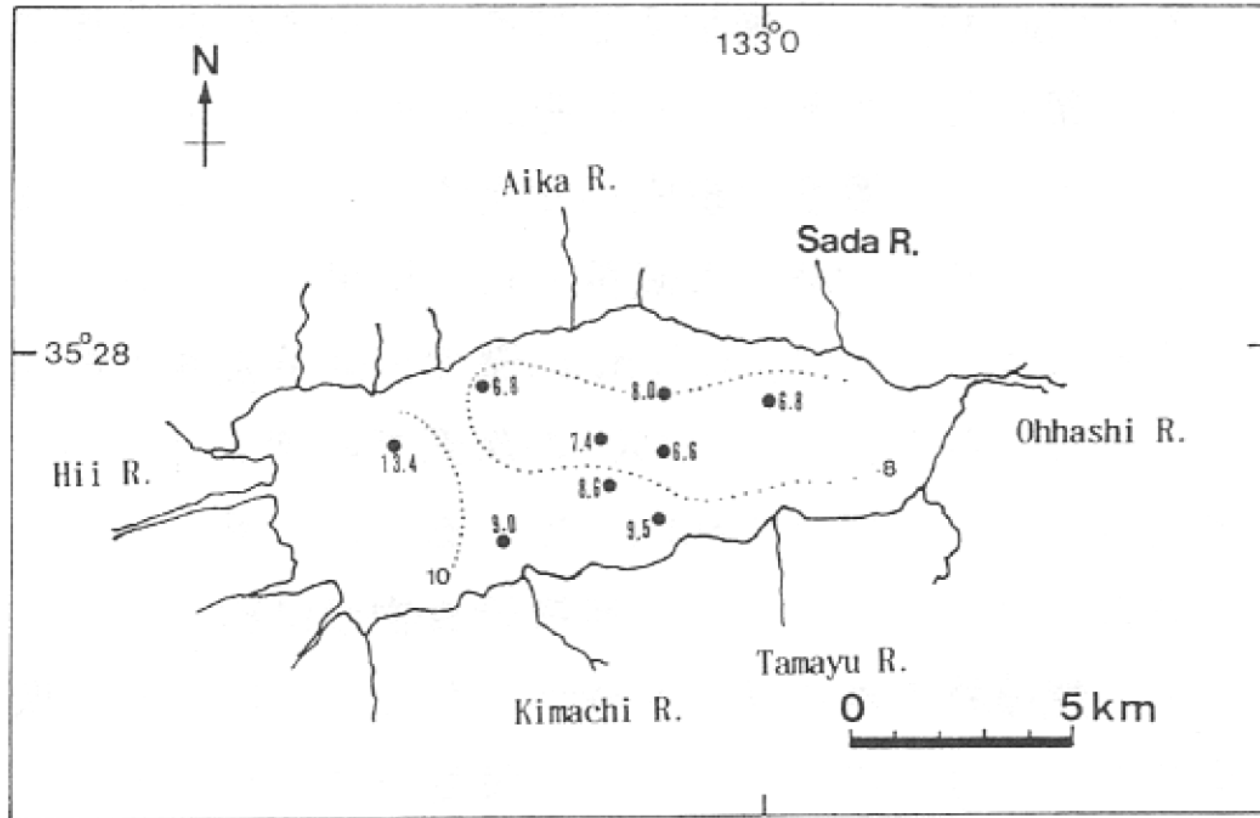 133°0
N
Aika R.
Sada R.
35°28
6.8
8.0
6.8
Ohhashi R.
7.4
6.6
13.4
Hii R.
8
8.6
9.5
9.0
10
Tamayu R.
Kimachi R.
0 5km